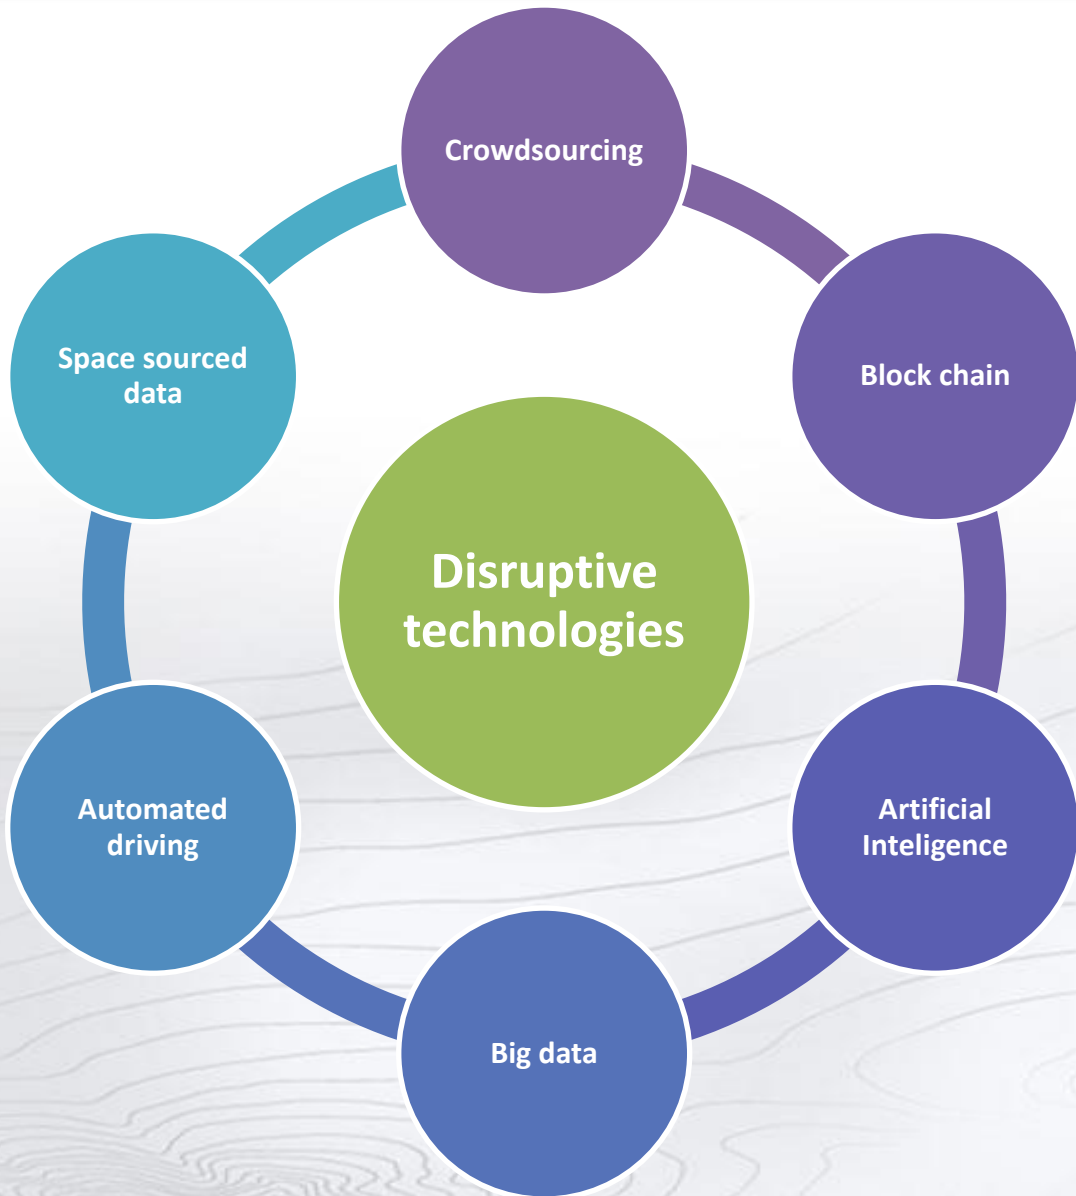 Crowdsourcing
Block chain
Artificial
Inteligence
Big data
Automated
driving
Space sourced
data
Disruptive
technologies